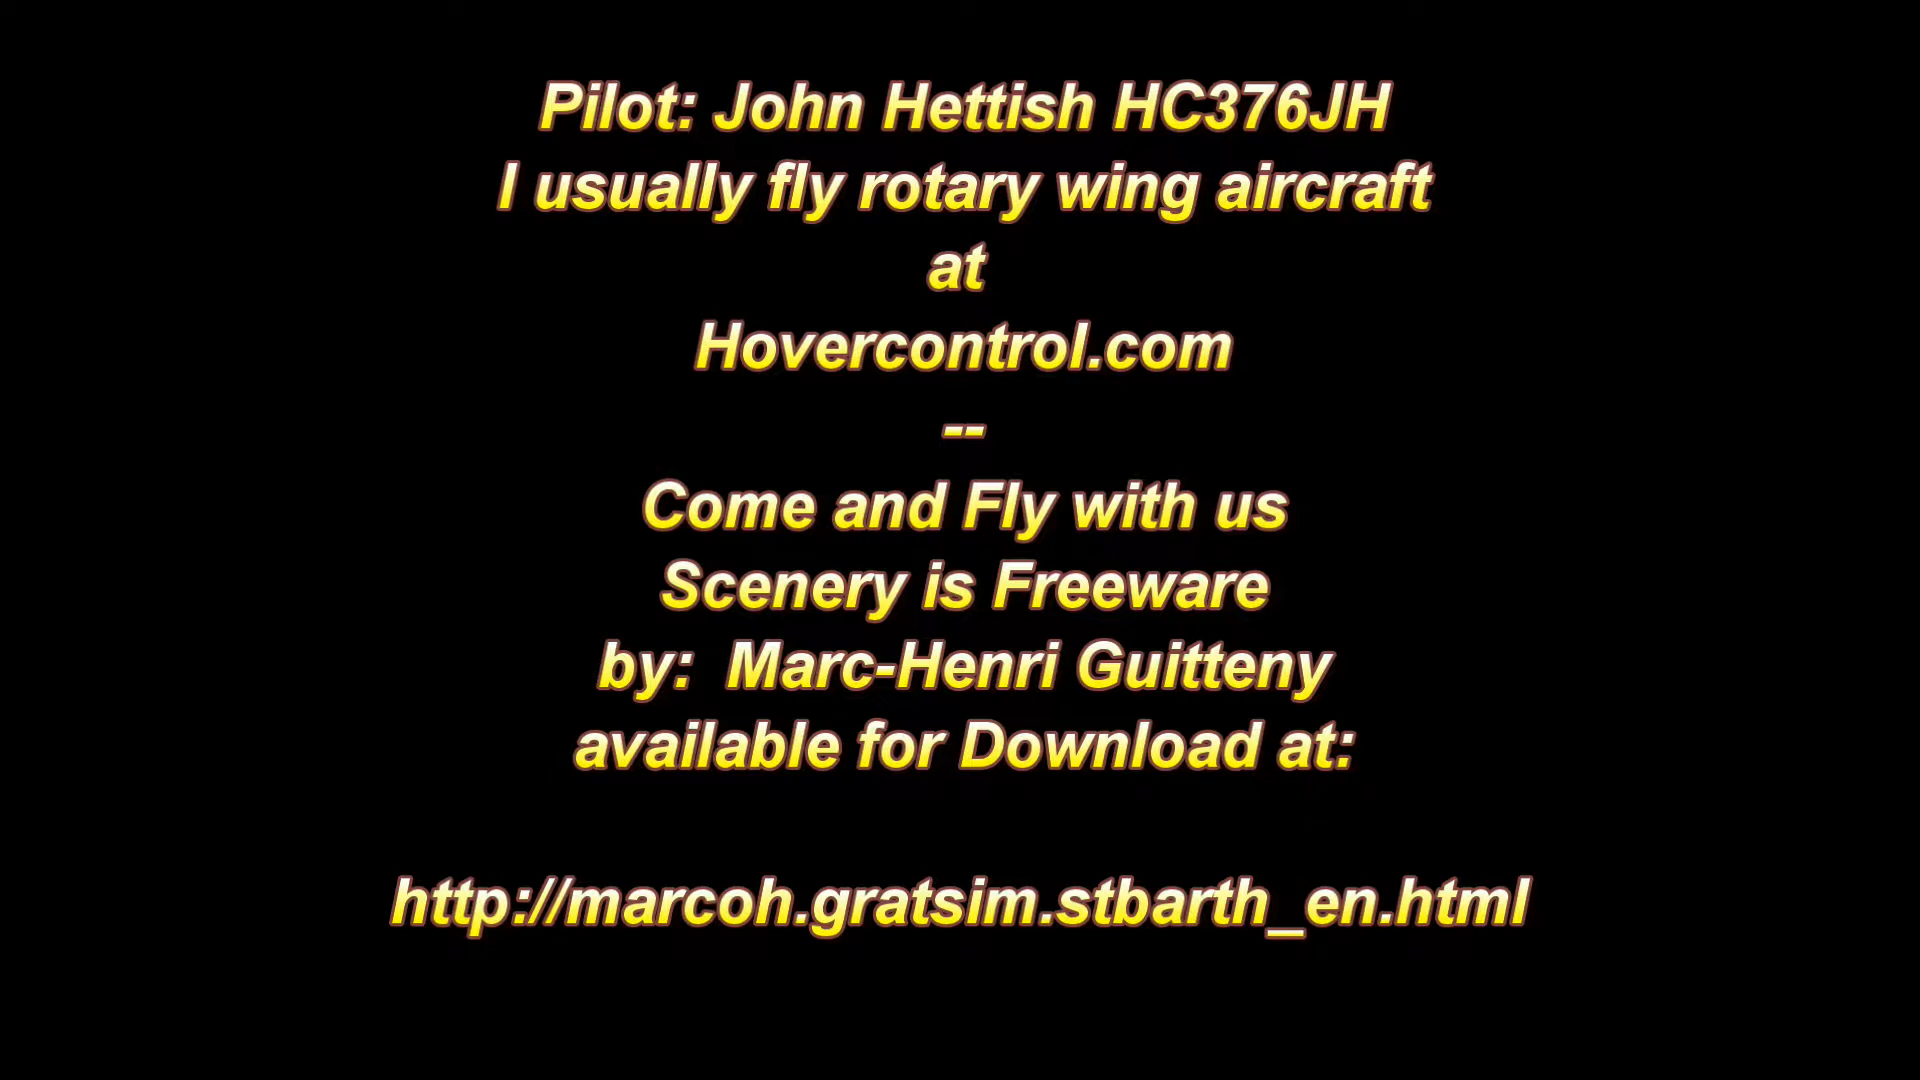 Pilot: John Hettish HC376JH
I usually fly rotary wing aircraft
at
Hovercontrol.com
--
Come and Fly with us
Scenery is Freeware
by:  Marc-Henri Guitteny
available for Download at:
http://marcoh.gratsim.stbarth_en.html